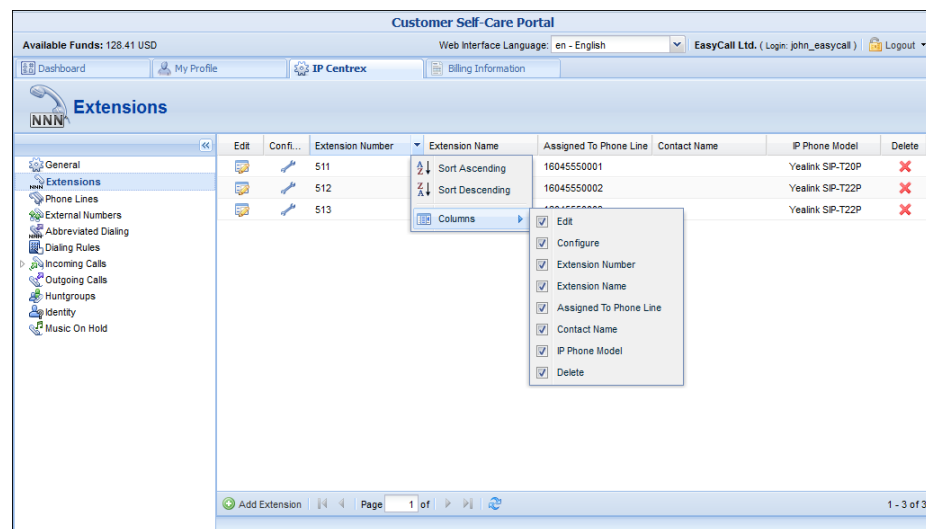 Customer Self-Care Portal
Available Funds: 128.41 USD
Web Interface Language: en - English
EasyCall Ltd. ( Login: john_easycall )
Logout
Dashboard
My Profile
IP Centrex
Billing Information
NNN
Extensions
Edit Confi... Extension Number Extension Name Assigned To Phone Line Contact Name IP Phone Model Delete
General
Extensions
Phone Lines
External Numbers
Abbreviated Dialing
Dialing Rules
Incoming Calls
Outgoing Calls
Huntgroups
Identity
Music On Hold
511 16045550001 Yealink SIP-T20P
512 16045550002 Yealink SIP-T22P
513 Yealink SIP-T22P
Sort Ascending
Sort Descending
Columns
Edit
Configure
Extension Number
Extension Name
Assigned To Phone Line
Contact Name
IP Phone Model
Delete
Add Extension Page 1 of
1 - 3 of 3